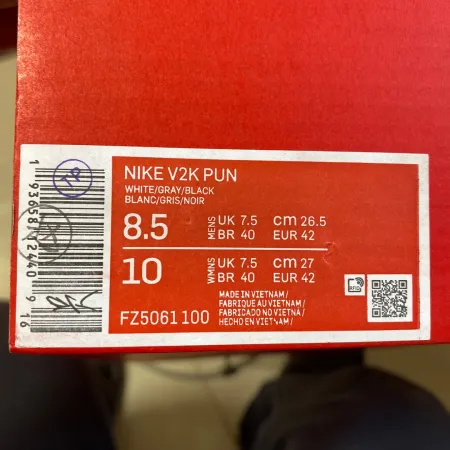 NIKE V2K PUN
WHITE/GRAY/BLACK
BLANC/GRIS/NOIR
8.5 MENS UK 7.5 cm 26.5
BR 40 EUR 42
10 WMNS UK 7.5 cm 27
BR 40 EUR 42
MADE IN VIETNAM/
FABRIQUE AU VIETNAM/
FABRICADO NO VIETNÃ/
HECHO EN VIETNAM/
FZ5061 100
RFID